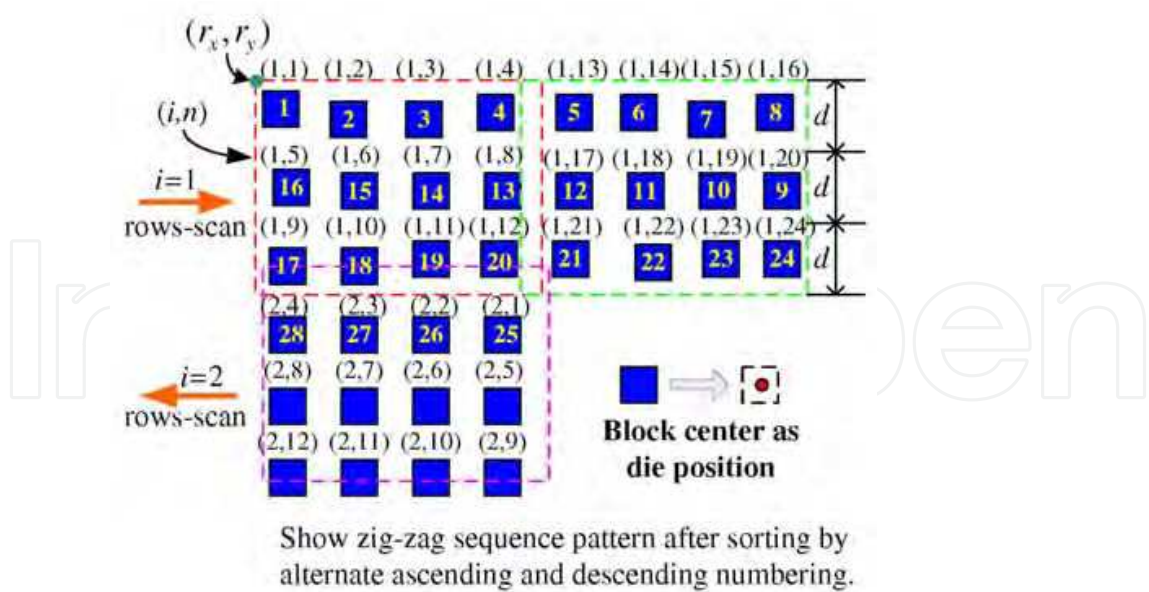 (rx, ry)
(1,1) (1,2) (1,3) (1,4) (1,13) (1,14) (1,15) (1,16)
1 2 3 4 5 6 7 8 d
(i,n)
(1,5) (1,6) (1,7) (1,8) (1,17) (1,18) (1,19) (1,20)
i=1
16 15 14 13 12 11 10 9 d
rows-scan
(1,9) (1,10) (1,11) (1,12) (1,21) (1,22) (1,23) (1,24)
17 18 19 20 21 22 23 24 d
(2,4) (2,3) (2,2) (2,1)
28 27 26 25
i=2
(2,8) (2,7) (2,6) (2,5)
rows-scan
(2,12) (2,11) (2,10) (2,9)
Block center as
die position
Show zig-zag sequence pattern after sorting by
alternate ascending and descending numbering.